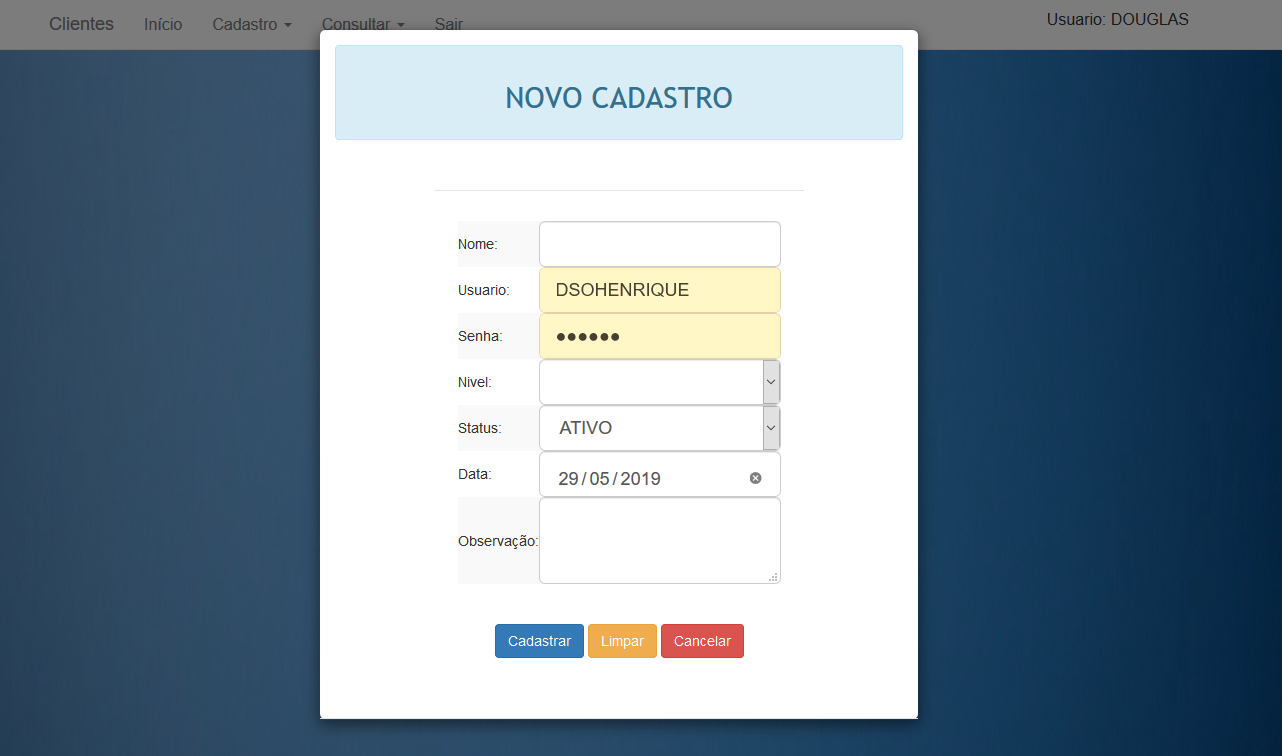 Clientes Início Cadastro Consultar Sair Usuario: DOUGLAS
NOVO CADASTRO
Nome:
Usuario: DSOHENRIQUE
Senha: ●●●●●●
Nivel:
Status: ATIVO
Data: 29/05/2019
Observação:
Cadastrar Limpar Cancelar